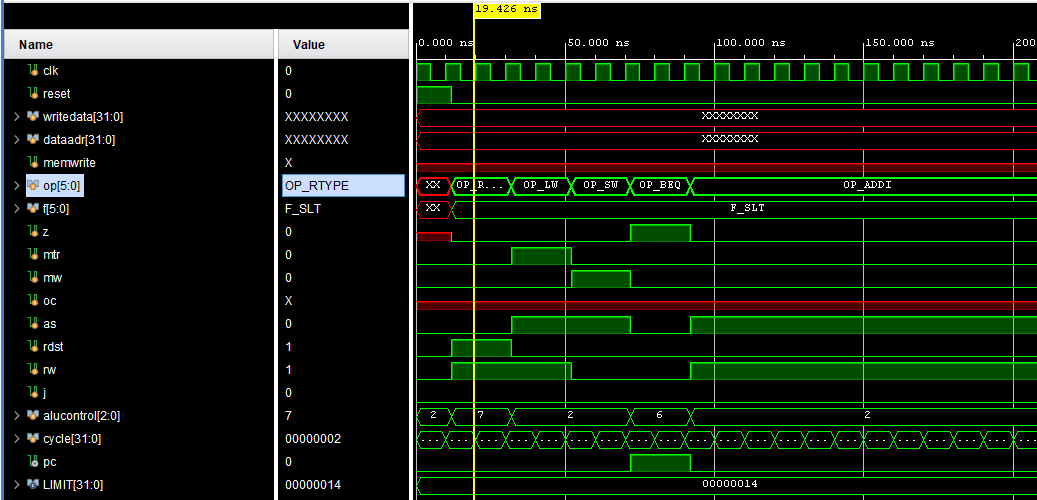 19.426 ns
Name Value 0.000 ns 50.000 ns 100.000 ns 150.000 ns 200
clk 0
reset 0
writedata[31:0] XXXXXXXX XXXXXXXX
dataadr[31:0] XXXXXXXX XXXXXXXX
memwrite X
op[5:0] OP_RTYPE XX OP_R... OP_LW OP_SW OP_BEQ OP_ADDI
f[5:0] F_SLT XX F_SLT
z 0
mtr 0
mw 0
oc X
as 0
rdst 1
rw 1
j 0
alucontrol[2:0] 7 2 7 2 6 2
cycle[31:0] 00000002 ... ... ... ... ... ... ... ... ... ... ... ... ... ... ... ... ... ... ... ... ...
pc 0
LIMIT[31:0] 00000014 00000014